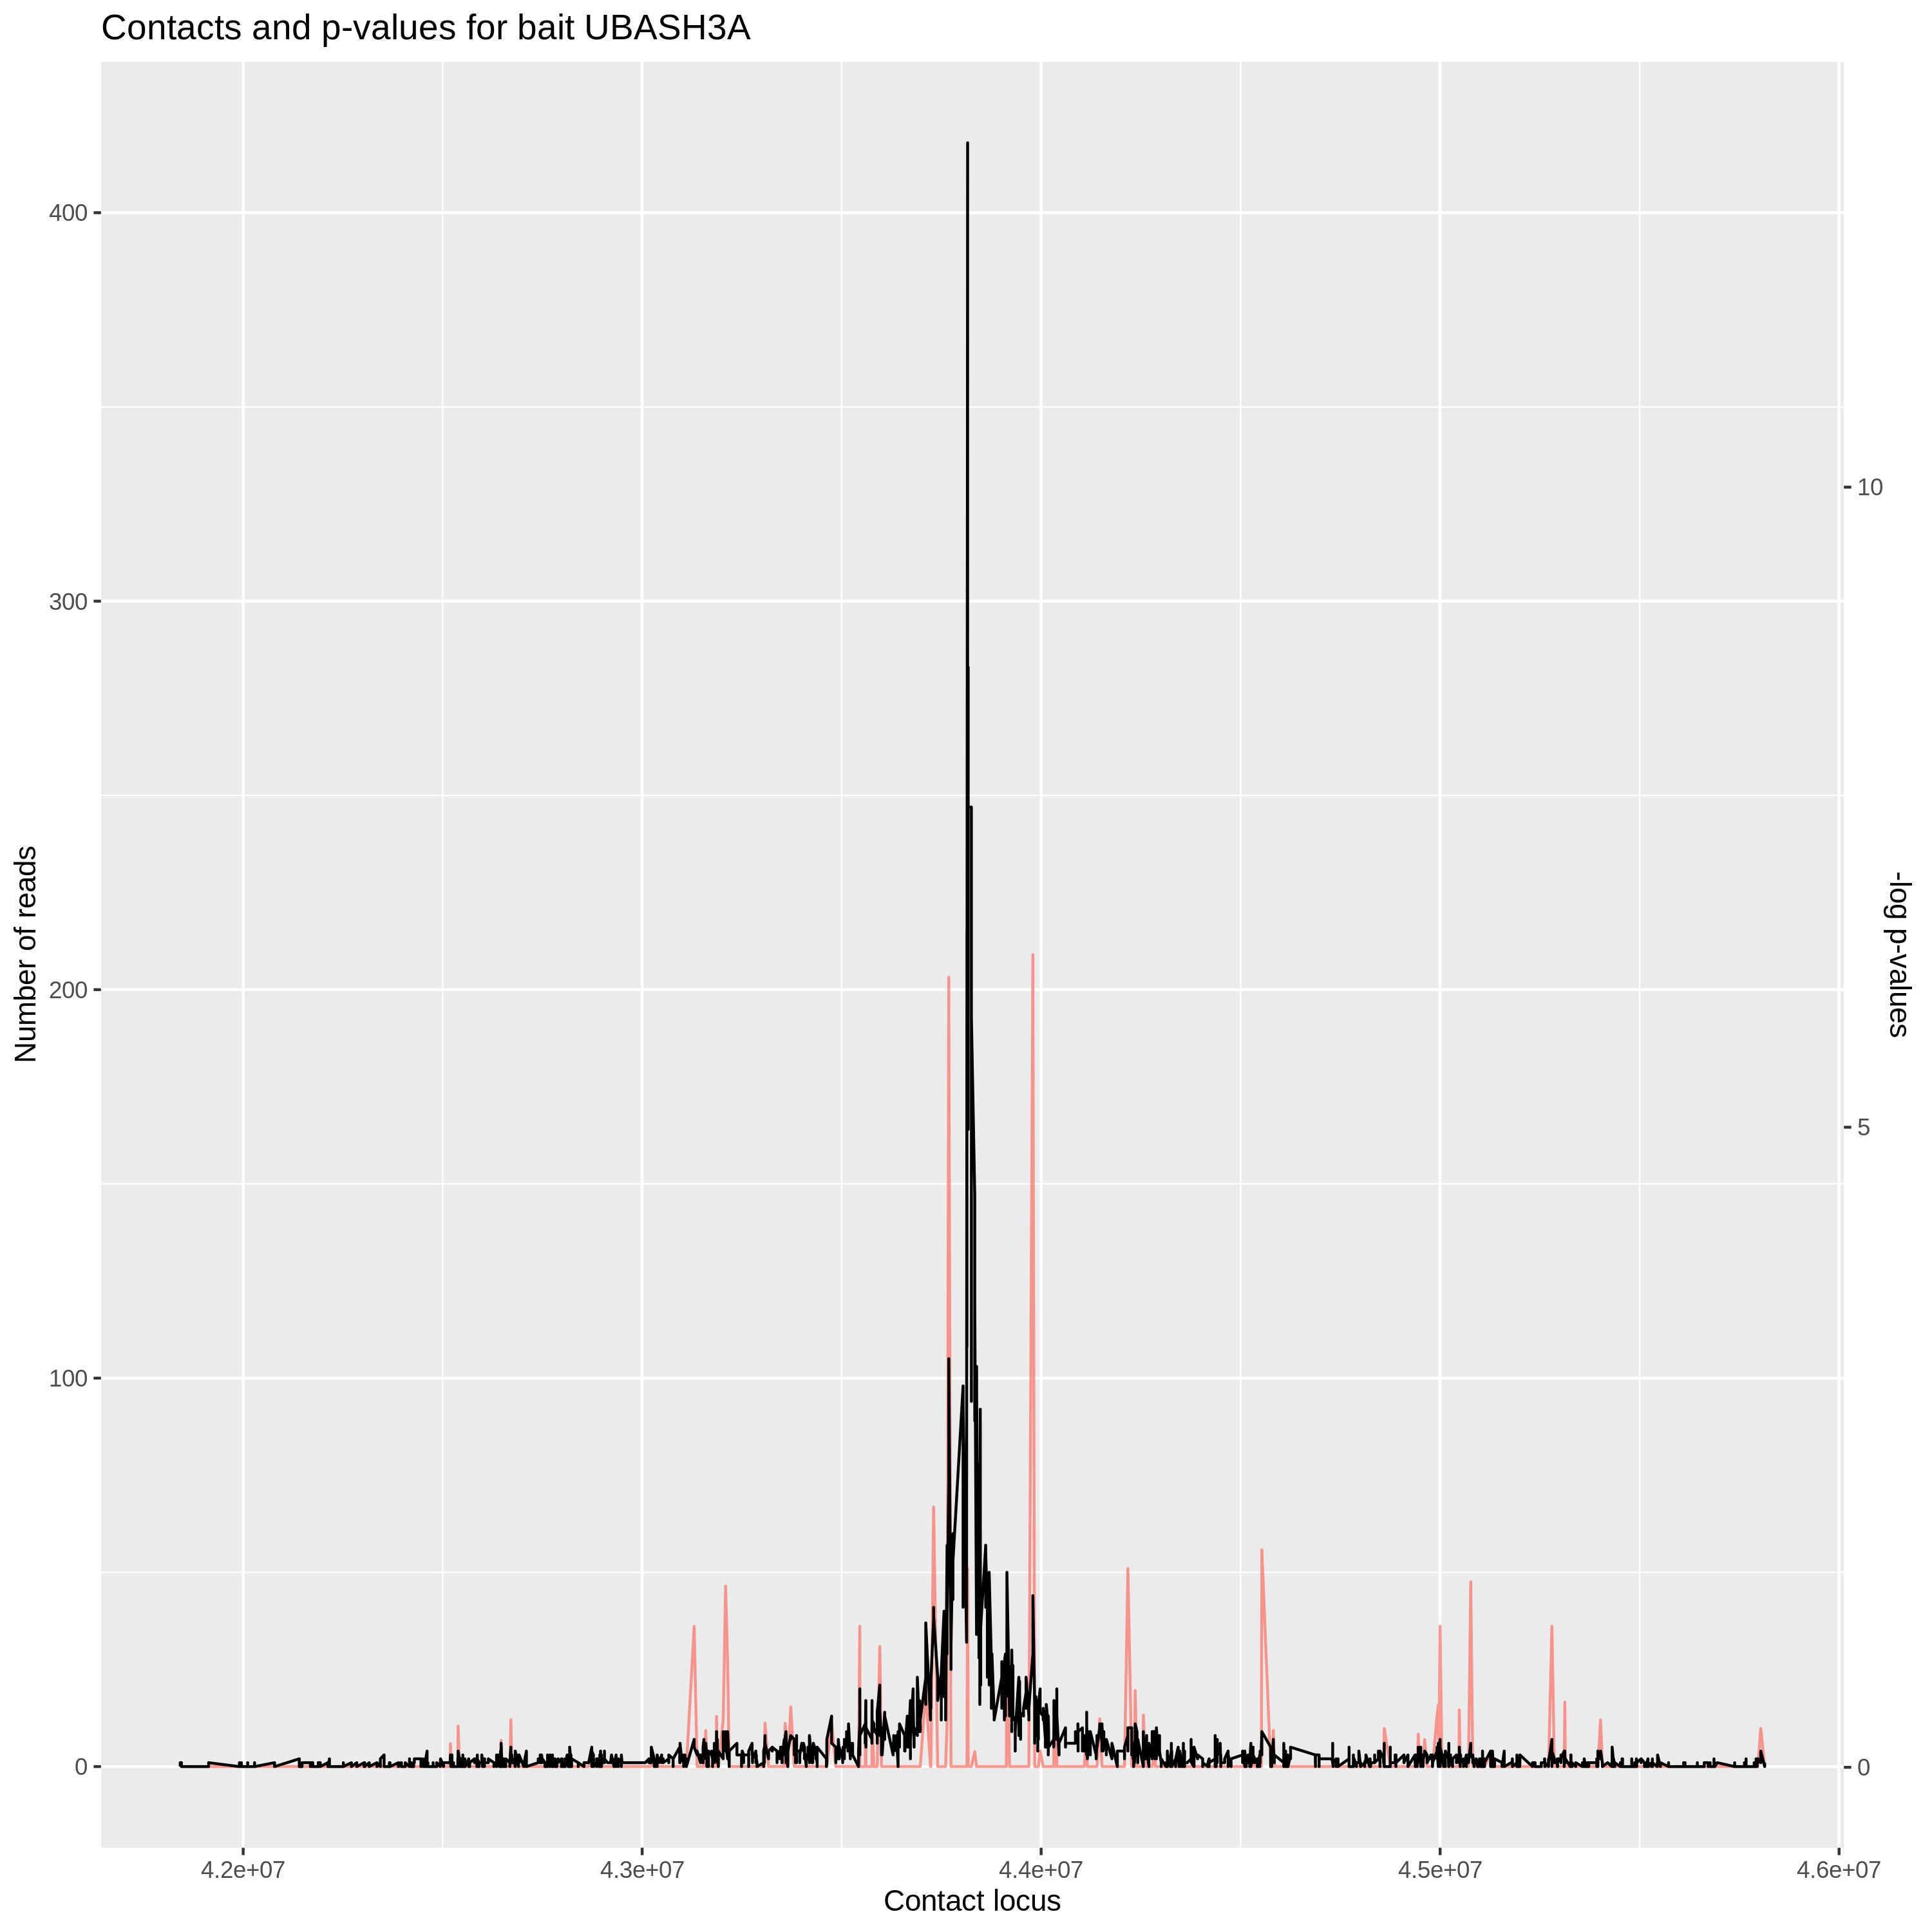 Contacts and p-values for bait UBASH3A
400
300
200
100
0
Number of reads
10
5
0
-log p-values
4.2e+07
4.3e+07
4.4e+07
4.5e+07
4.6e+07
Contact locus